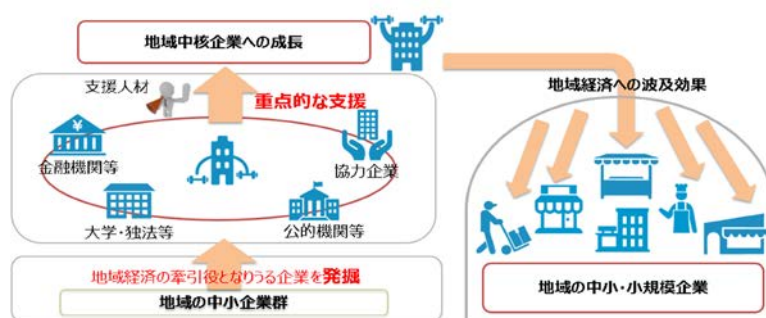 地域中核企業への成長
支援人材
重点的な支援
¥
金融機関等
協力企業
大学・独法等
公的機関等
地域経済の牽引役となりうる企業を発掘
地域の中小企業群
地域経済への波及効果
地域の中小・小規模企業